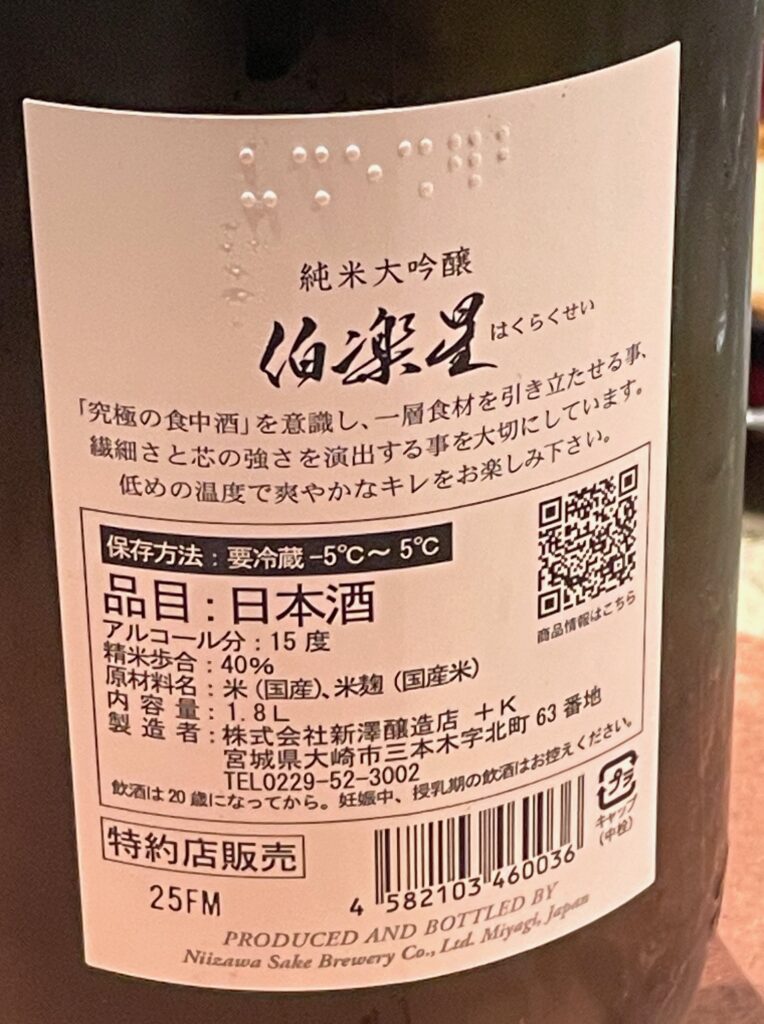 純米大吟醸
伯楽星 はくらくせい
「究極の食中酒」を意識し、一層食材を引き立たせる事、
繊細さと芯の強さを演出する事を大切にしています。
低めの温度で爽やかなキレをお楽しみ下さい。
保存方法：要冷蔵 -5℃～5℃
品目：日本酒
アルコール分：15度
精米歩合：40%
原材料名：米（国産）、米麹（国産米）
内容量：1.8L
製造者：株式会社新澤醸造店 +K
宮城県大崎市三本木字北町63番地
TEL0229-52-3002
飲酒は20歳になってから。妊娠中、授乳期の飲酒はお控えください。
商品情報はこちら
プラ
キャップ
(中栓)
特約店販売
25FM
4 582103 460036
PRODUCED AND BOTTLED BY
Niizawa Sake Brewery Co., Ltd. Miyagi, Japan